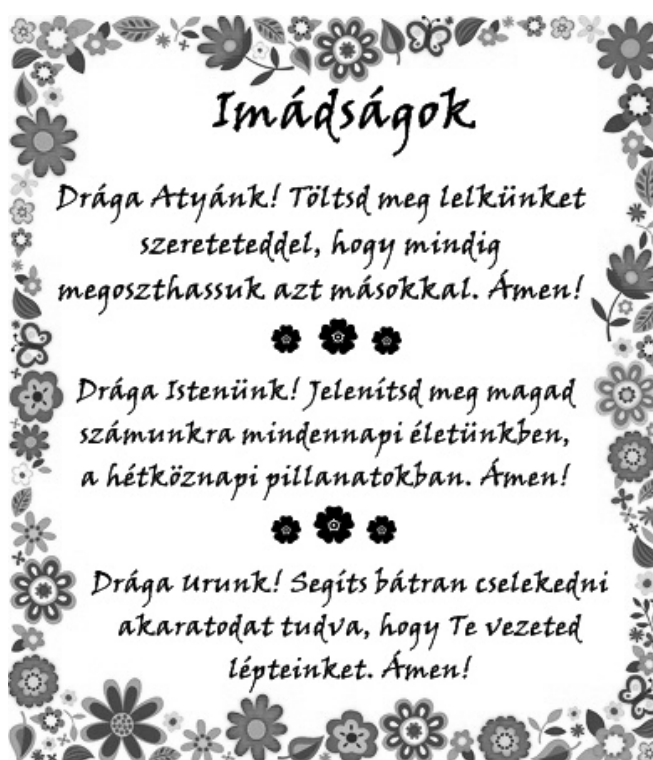 Imádságok
Drága Atyánk! Töltsd meg lelkünket
szereteteddel, hogy mindig
megoszthassuk azt másokkal. Ámen!
Drága Istenünk! Jelenítsd meg magad
számunkra mindennapi életünkben,
a hétköznapi pillanatokban. Ámen!
Drága Urunk! Segíts bátran cselekedni
akaratodat tudva, hogy Te vezeted
lépteinket. Ámen!